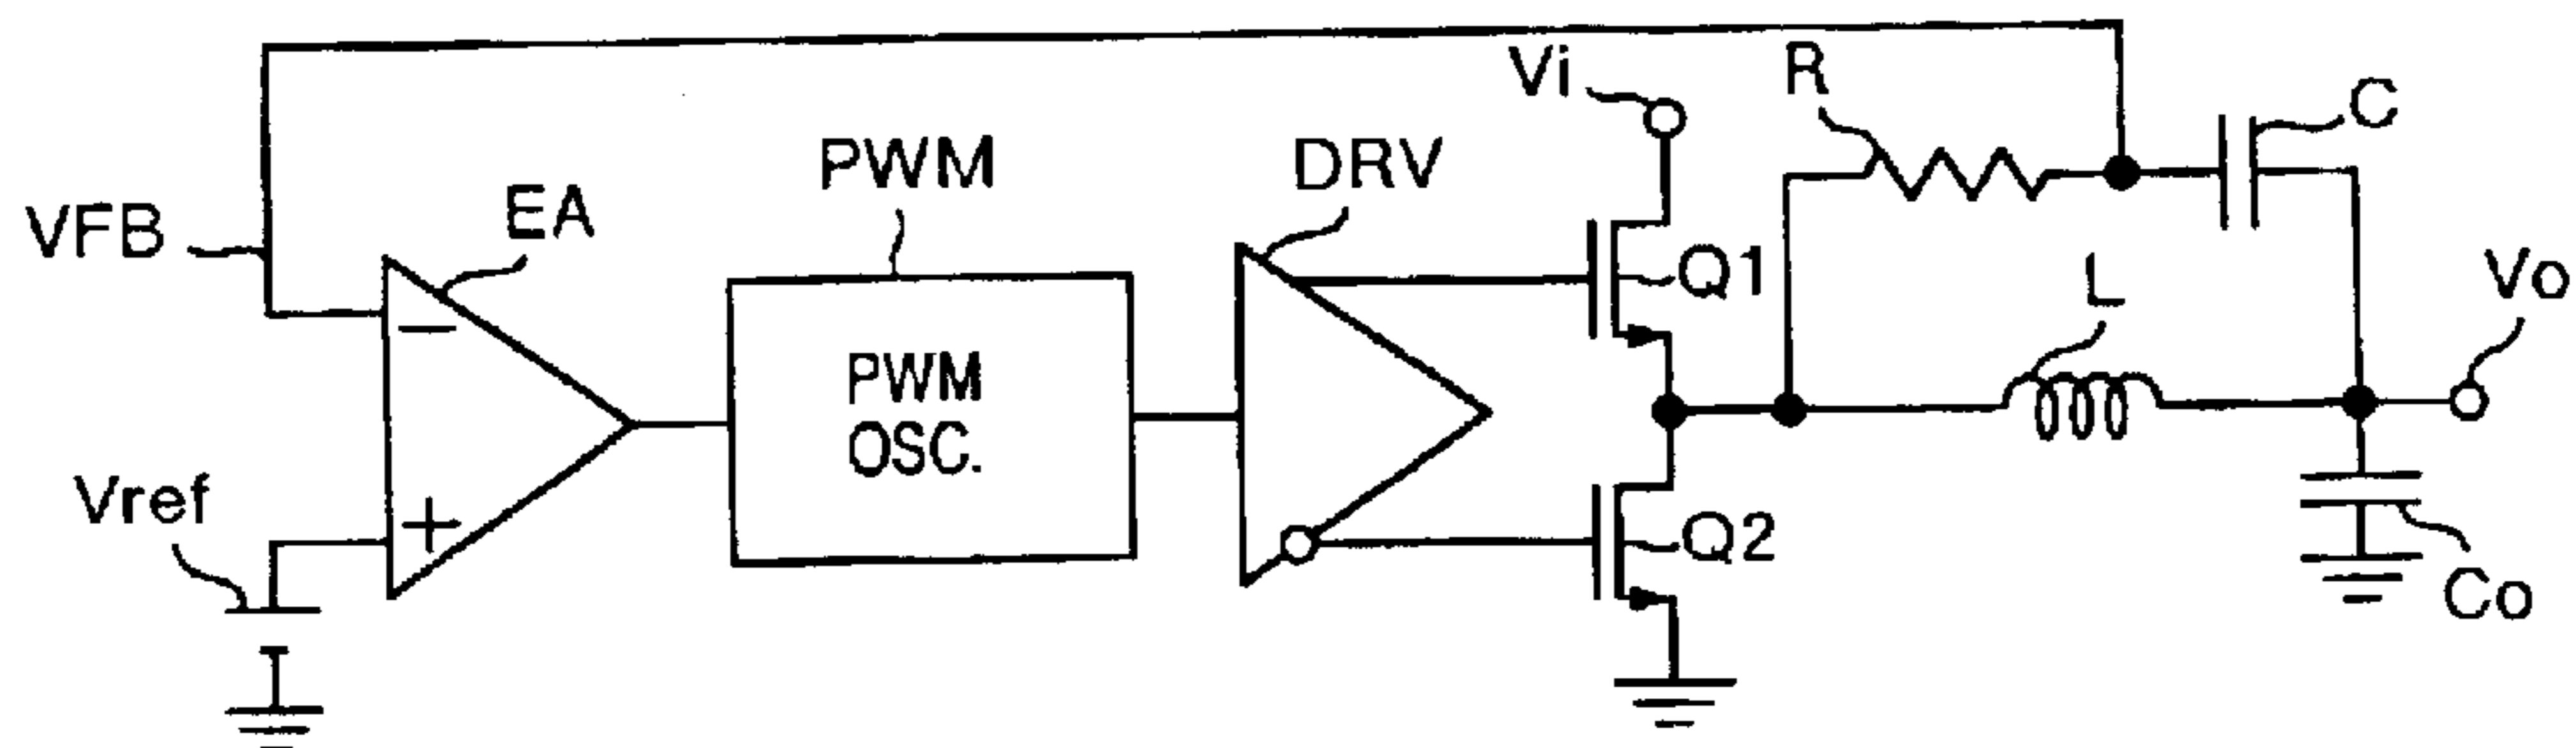 Vi
R
C
PWM
DRV
EA
VFB
Q1
L
Vo
PWM
OSC.
Vref
−
+
Q2
Co